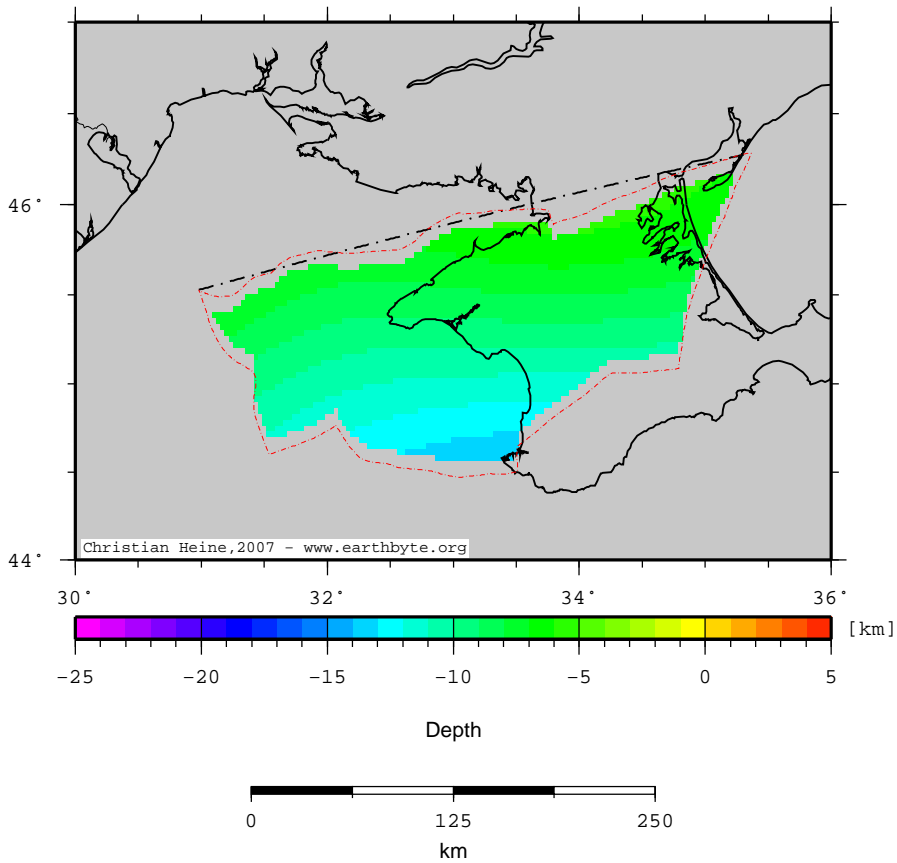 46°
Christian Heine,2007 - www.earthbyte.org
44°
30° 32° 34° 36°
[km]
−25 −20 −15 −10 −5 0 5
Depth
0 125 250
km